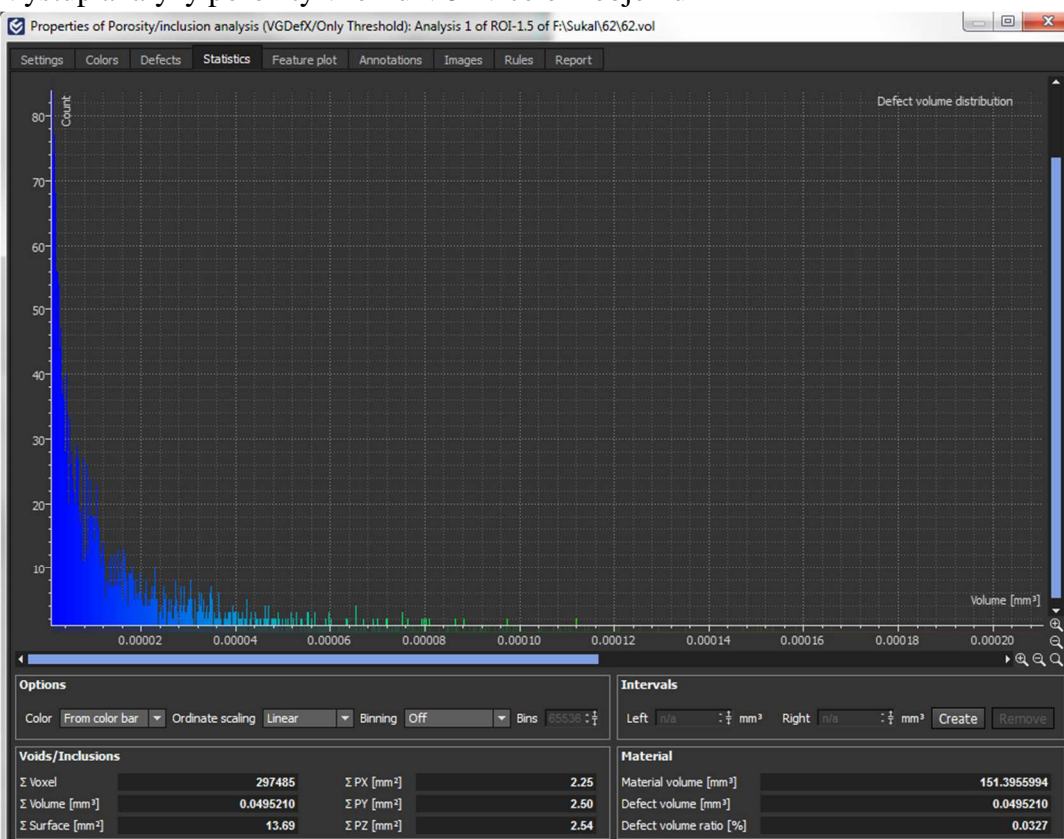 Properties of Porosity/inclusion analysis (VGDefX/Only Threshold): Analysis 1 of ROI-1.5 of F:\Sukal\62\62.vol
Settings Colors Defects Statistics Feature plot Annotations Images Rules Report
Defect volume distribution
Count
80
70
60
50
40
30
20
10
Volume [mm³]
0.00002 0.00004 0.00006 0.00008 0.00010 0.00012 0.00014 0.00016 0.00018 0.00020
Options
Color From color bar Ordinate scaling Linear Binning Off Bins 65536
Intervals
Left n/a mm³ Right n/a mm³ Create Remove
Voids/Inclusions
Σ Voxel 297485 Σ PX [mm²] 2.25
Σ Volume [mm³] 0.0495210 Σ PY [mm²] 2.50
Σ Surface [mm²] 13.69 Σ PZ [mm²] 2.54
Material
Material volume [mm³] 151.3955994
Defect volume [mm³] 0.0495210
Defect volume ratio [%] 0.0327